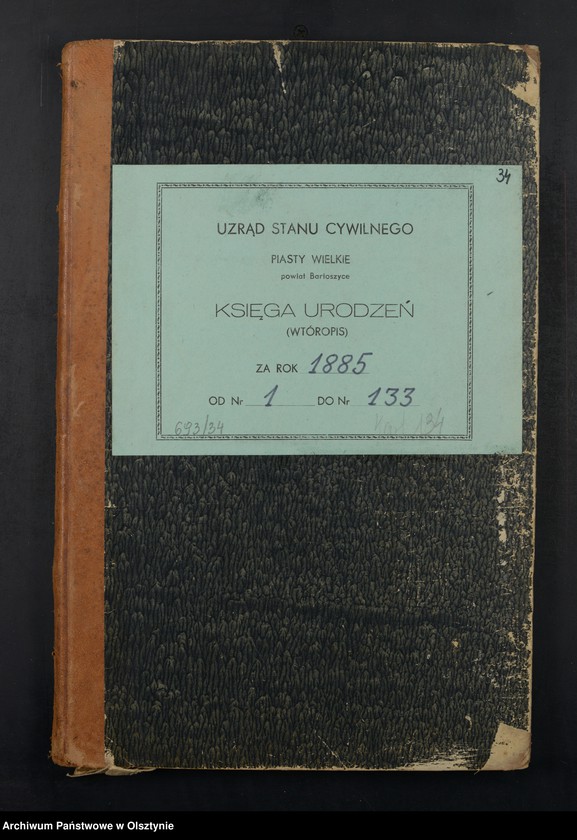 34
UZRĄD STANU CYWILNEGO
PIASTY WIELKIE
powiat Bartoszyce
KSIĘGA URODZEŃ
(WTÓROPIS)
ZA ROK 1885
OD Nr 1 DO Nr 133
693/34 134
Archiwum Państwowe w Olsztynie